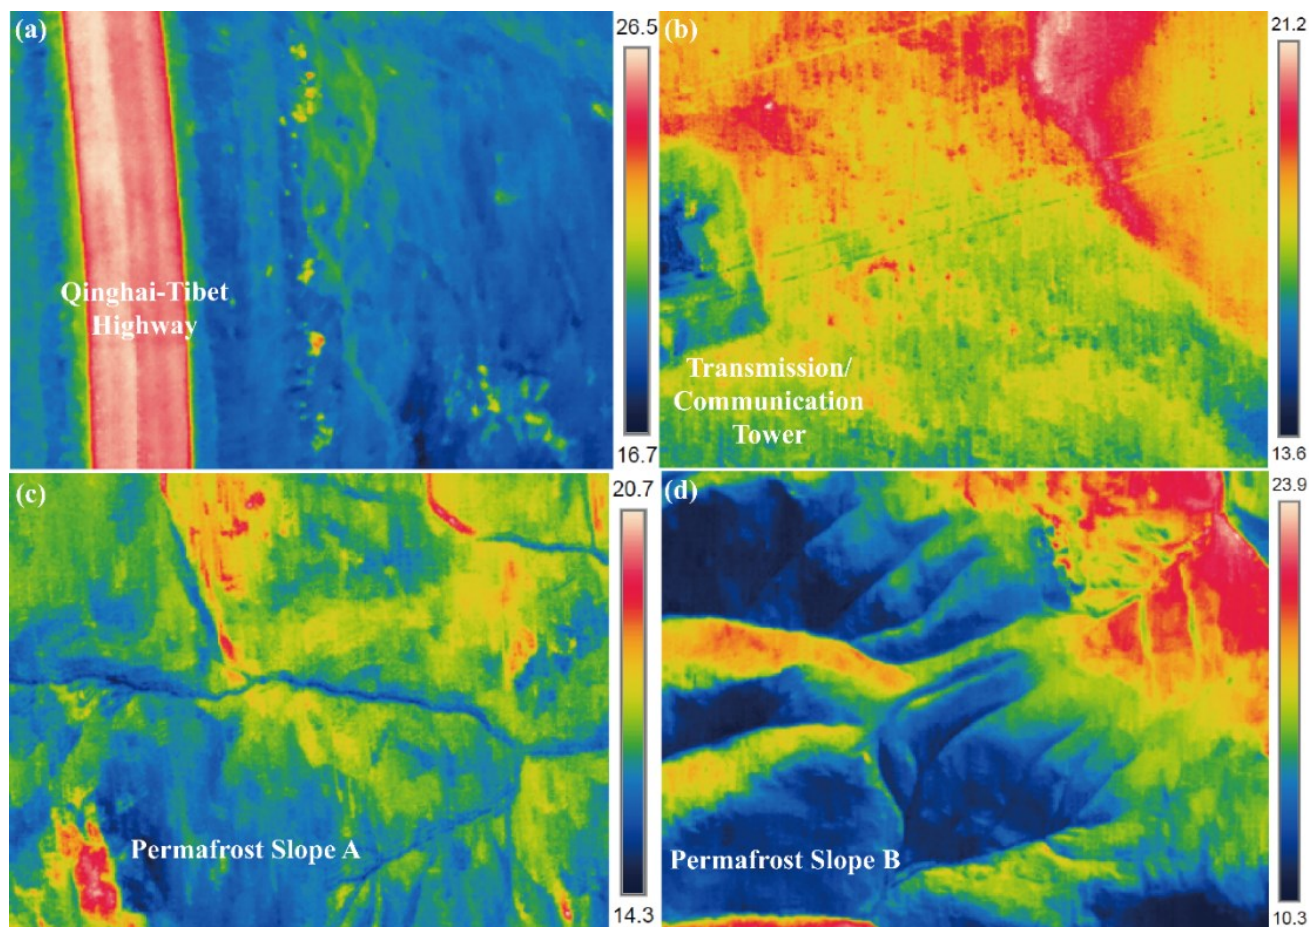 (a)
26.5
Qinghai-Tibet
Highway
16.7
(b)
21.2
Transmission/
Communication
Tower
13.6
(c)
20.7
Permafrost Slope A
14.3
(d)
23.9
Permafrost Slope B
10.3